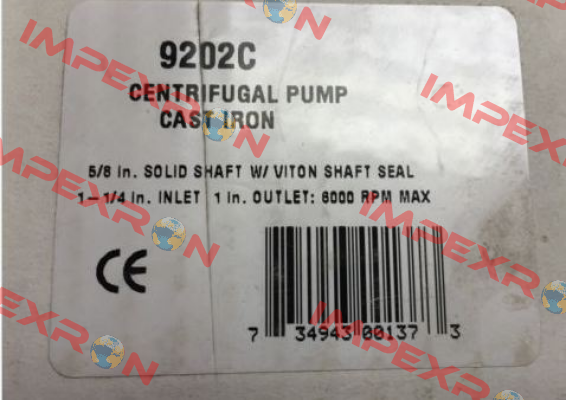 9202C
CENTRIFUGAL PUMP
CAST IRON
5/8 in. SOLID SHAFT W/ VITON SHAFT SEAL
1-1/4 in. INLET 1 in. OUTLET: 6000 RPM MAX
CE
7 34943 00137 3
IMPEXRON
IMPEXRON
IMPEXRON
IMPEXRON
IMPEXRON